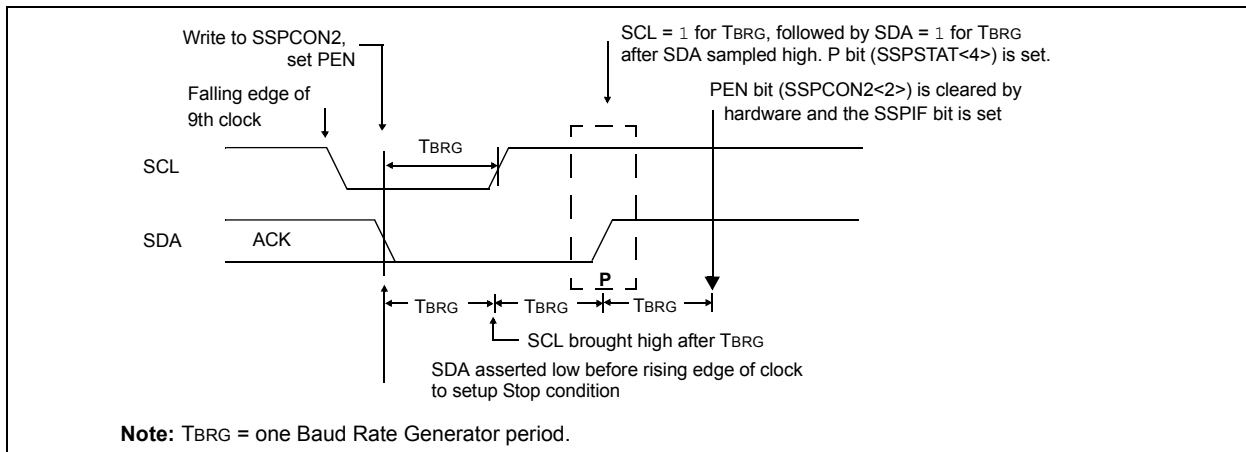 Write to SSPCON2,
set PEN
SCL = 1 for TBRG, followed by SDA = 1 for TBRG
after SDA sampled high. P bit (SSPSTAT<4>) is set.
Falling edge of
9th clock
PEN bit (SSPCON2<2>) is cleared by
hardware and the SSPIF bit is set
TBRG
SCL
SDA
ACK
P
TBRG
TBRG
TBRG
SCL brought high after TBRG
SDA asserted low before rising edge of clock
to setup Stop condition
Note: TBRG = one Baud Rate Generator period.